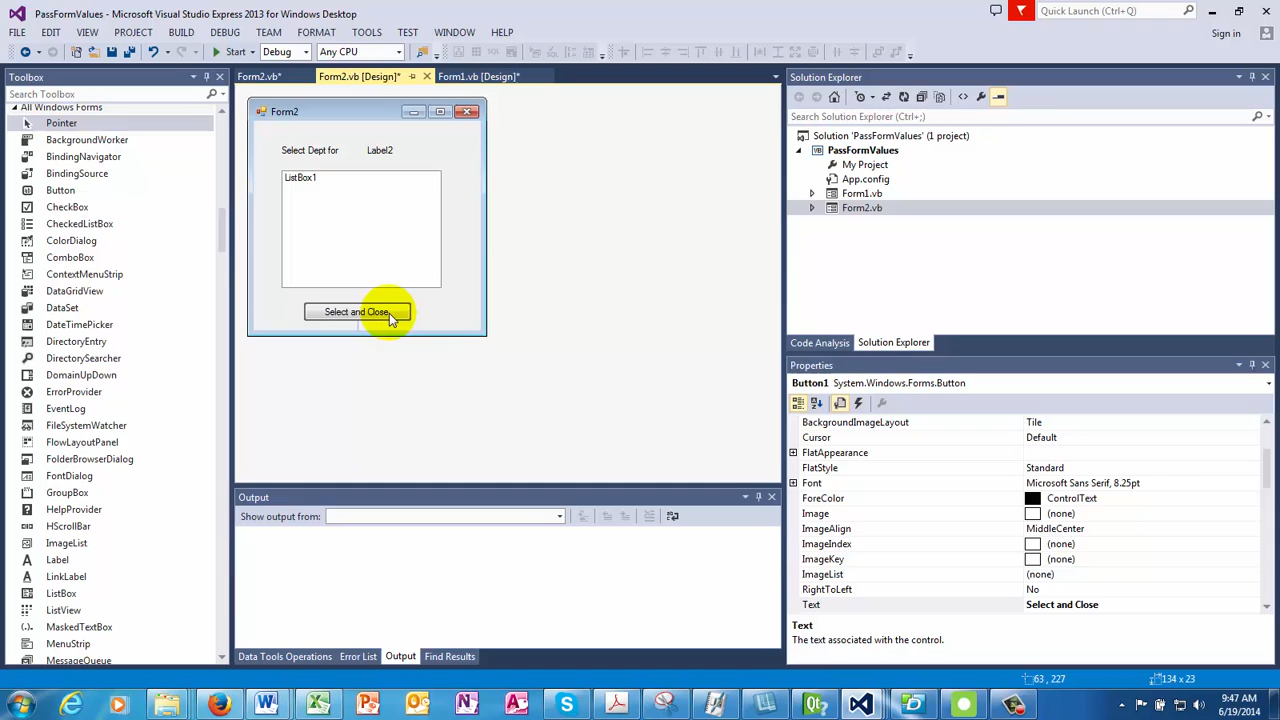 PassFormValues - Microsoft Visual Studio Express 2013 for Windows Desktop
Quick Launch (Ctrl+Q)
FILE EDIT VIEW PROJECT BUILD DEBUG TEAM FORMAT TOOLS TEST WINDOW HELP
Sign in
Start Debug Any CPU
Toolbox
Search Toolbox
All Windows Forms
Pointer
BackgroundWorker
BindingNavigator
BindingSource
Button
CheckBox
CheckedListBox
ColorDialog
ComboBox
ContextMenuStrip
DataGridView
DataSet
DateTimePicker
DirectoryEntry
DirectorySearcher
DomainUpDown
ErrorProvider
EventLog
FileSystemWatcher
FlowLayoutPanel
FolderBrowserDialog
FontDialog
GroupBox
HelpProvider
HScrollBar
ImageList
Label
LinkLabel
ListBox
ListView
MaskedTextBox
MenuStrip
MessageQueue
Form2.vb* Form2.vb [Design]* Form1.vb [Design]*
Form2
Select Dept for Label2
ListBox1
Select and Close
Output
Show output from:
Data Tools Operations Error List Output Find Results
Solution Explorer
Search Solution Explorer (Ctrl+;)
Solution 'PassFormValues' (1 project)
VB PassFormValues
My Project
App.config
Form1.vb
Form2.vb
Code Analysis Solution Explorer
Properties
Button1 System.Windows.Forms.Button
BackgroundImageLayout Tile
Cursor Default
FlatAppearance
FlatStyle Standard
Font Microsoft Sans Serif, 8.25pt
ForeColor ControlText
Image (none)
ImageAlign MiddleCenter
ImageIndex (none)
ImageKey (none)
ImageList (none)
RightToLeft No
Text Select and Close
Text
The text associated with the control.
63 , 227 134 x 23
9:47 AM
6/19/2014